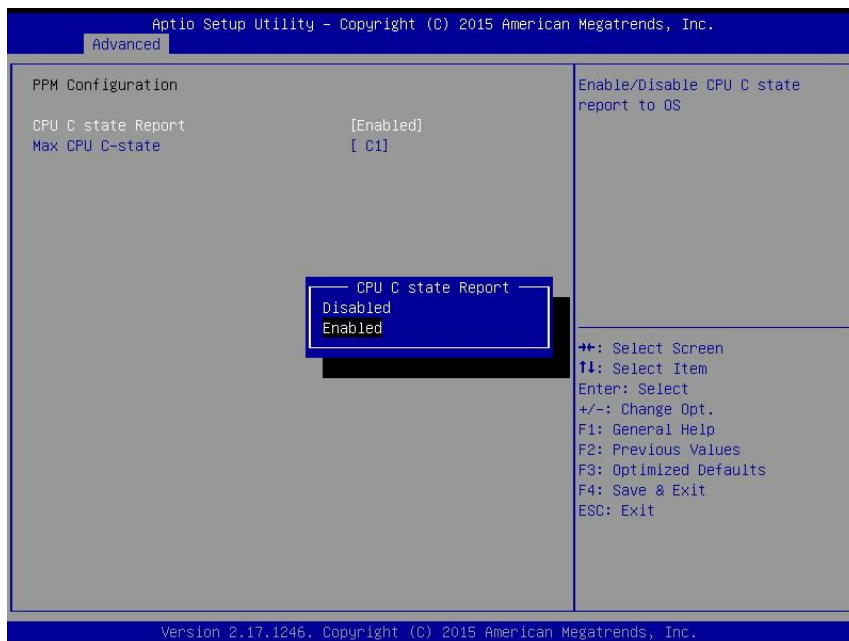 Aptio Setup Utility – Copyright (C) 2015 American Megatrends, Inc.
Advanced
PPM Configuration
CPU C state Report [Enabled]
Max CPU C-state [ C1]
CPU C state Report
Disabled
Enabled
Enable/Disable CPU C state
report to OS
→←: Select Screen
↑↓: Select Item
Enter: Select
+/-: Change Opt.
F1: General Help
F2: Previous Values
F3: Optimized Defaults
F4: Save & Exit
ESC: Exit
Version 2.17.1246. Copyright (C) 2015 American Megatrends, Inc.